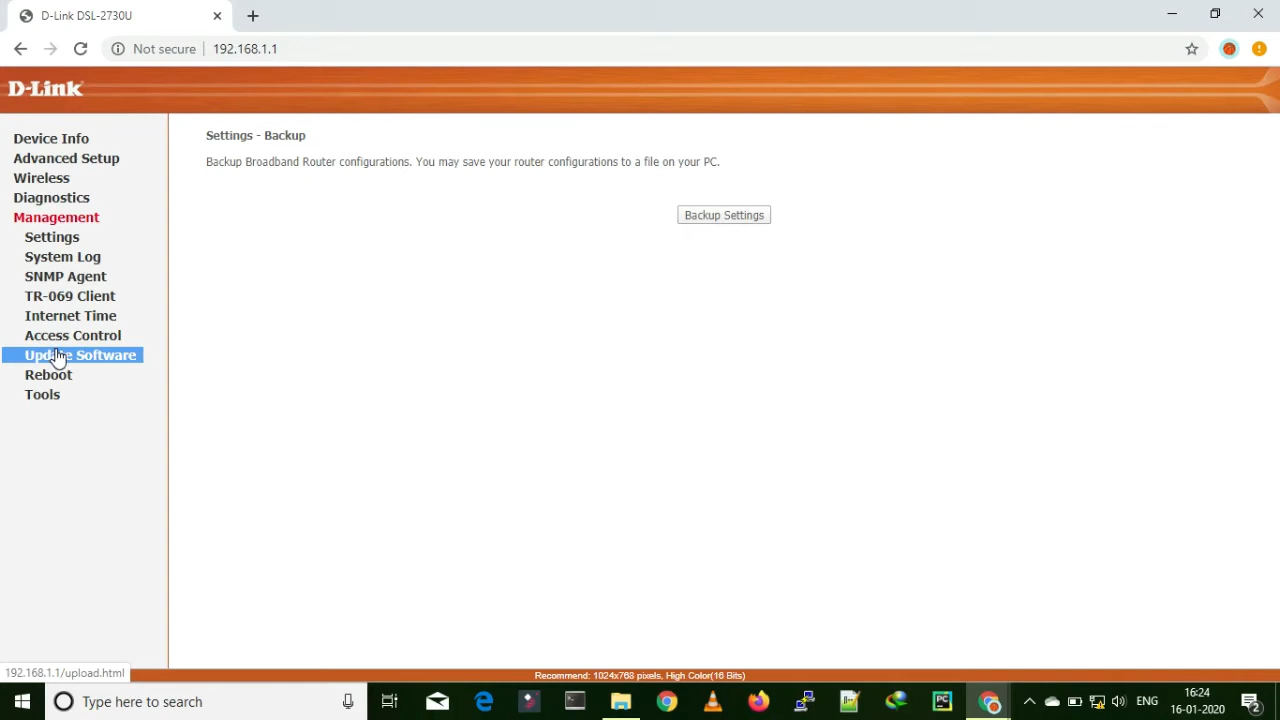 D-Link DSL-2730U
Not secure 192.168.1.1
D-Link
Device Info
Advanced Setup
Wireless
Diagnostics
Management
Settings
System Log
SNMP Agent
TR-069 Client
Internet Time
Access Control
Update Software
Reboot
Tools
Settings - Backup
Backup Broadband Router configurations. You may save your router configurations to a file on your PC.
Backup Settings
192.168.1.1/upload.html
Recommend: 1024x768 pixels, High Color(16 Bits)
Type here to search
PC
ENG
16:24
16-01-2020
2